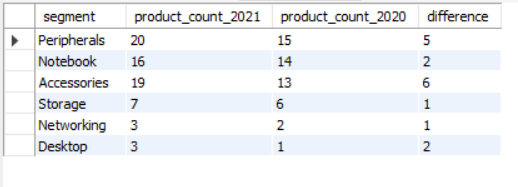 segment product_count_2021 product_count_2020 difference
Peripherals 20 15 5
Notebook 16 14 2
Accessories 19 13 6
Storage 7 6 1
Networking 3 2 1
Desktop 3 1 2